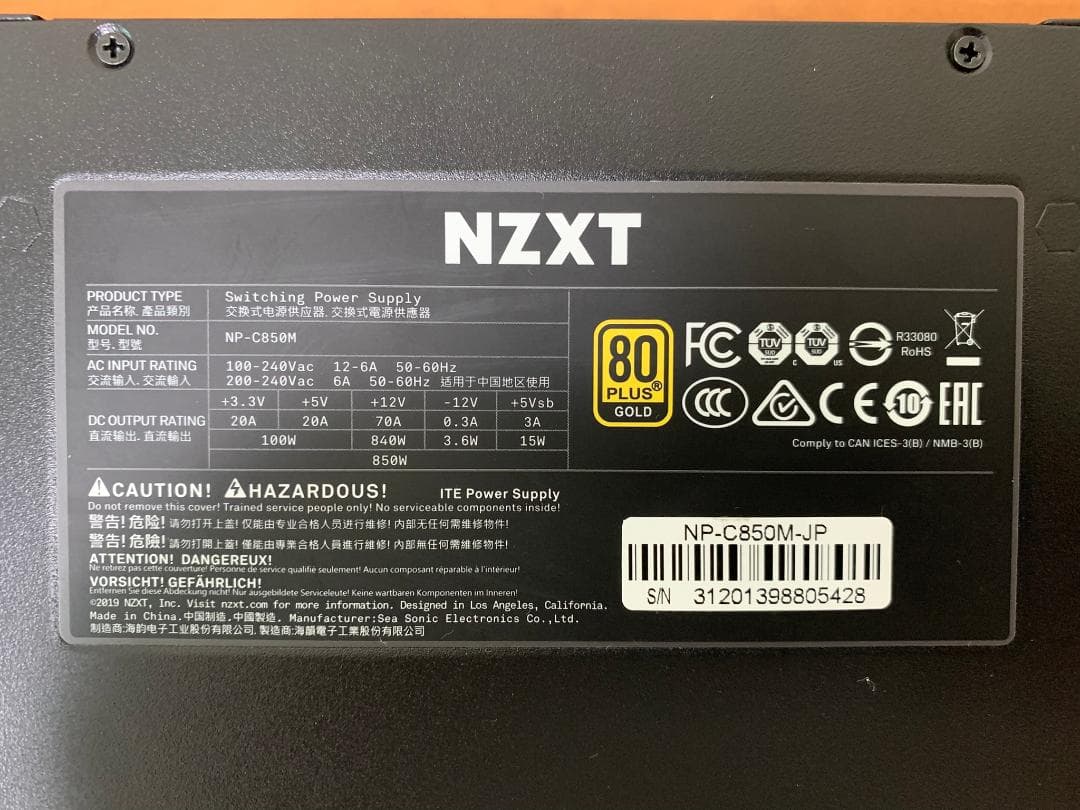 NZXT
PRODUCT TYPE Switching Power Supply
产品名称. 產品類別 交换式电源供应器. 交換式電源供應器
MODEL NO. NP-C850M
型号. 型號
AC INPUT RATING 100-240Vac 12-6A 50-60Hz
交流输入. 交流輸入 200-240Vac 6A 50-60Hz 适用于中国地区使用
+3.3V +5V +12V -12V +5Vsb
DC OUTPUT RATING 20A 20A 70A 0.3A 3A
直流输出. 直流輸出 100W 840W 3.6W 15W
850W
80 PLUS® GOLD
FC TÜV SÜD C TÜV SÜD US R33080 RoHS
CCC CE 10 EAC
Comply to CAN ICES-3(B) / NMB-3(B)
CAUTION! HAZARDOUS! ITE Power Supply
Do not remove this cover! Trained service people only! No serviceable components inside!
警告! 危险! 请勿打开上盖! 仅能由专业合格人员进行维修! 内部无任何需维修物件!
警告! 危險! 請勿打開上蓋! 僅能由專業合格人員進行維修! 內部無任何需維修物件!
ATTENTION! DANGEREUX!
Ne retirez pas cette couverture! Personne de service qualifié seulement! Aucun composant réparable à l'intérieur!
VORSICHT! GEFÄHRLICH!
Entfernen Sie diese Abdeckung nicht! Nur ausgebildete Serviceleute! Keine wartbaren Komponenten im Inneren!
©2019 NZXT, Inc. Visit nzxt.com for more information. Designed in Los Angeles, California.
Made in China.中国制造.中國製造. Manufacturer:Sea Sonic Electronics Co.,Ltd.
制造商:海韵电子工业股份有限公司. 製造商:海韻電子工業股份有限公司
NP-C850M-JP
S/N 31201398805428